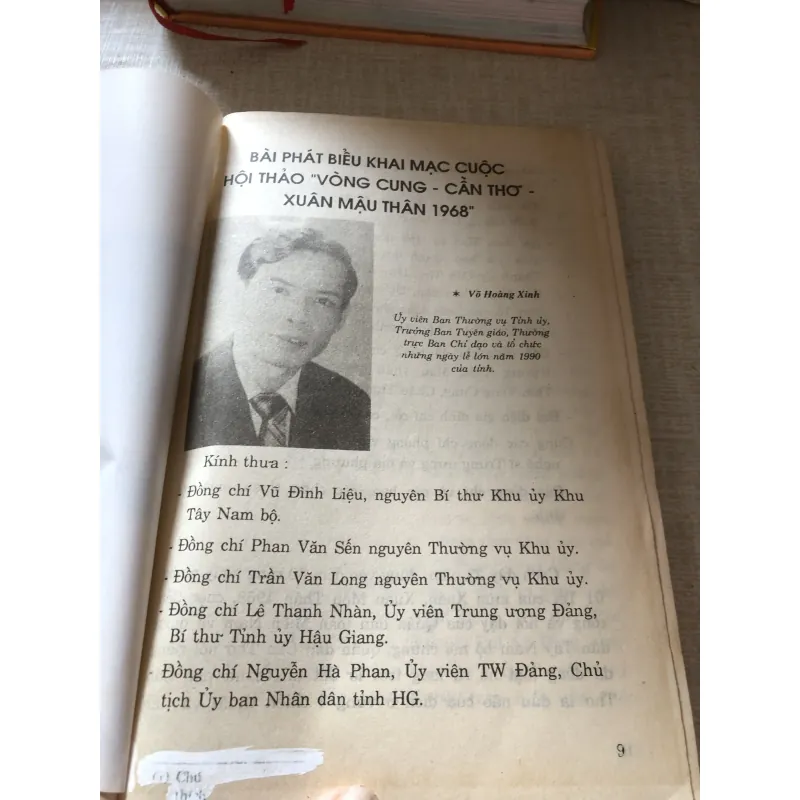 BÀI PHÁT BIỂU KHAI MẠC CUỘC
HỘI THẢO "VÒNG CUNG - CẦN THƠ -
XUÂN MẬU THÂN 1968"
* Võ Hoàng Xinh
Ủy viên Ban Thường vụ Tỉnh ủy,
Trưởng Ban Tuyên giáo, Thường
trực Ban Chỉ đạo và tổ chức
những ngày lễ lớn năm 1990
của tỉnh.
Kính thưa :
- Đồng chí Vũ Đình Liệu, nguyên Bí thư Khu ủy Khu
Tây Nam bộ.
- Đồng chí Phan Văn Sến nguyên Thường vụ Khu ủy.
- Đồng chí Trần Văn Long nguyên Thường vụ Khu ủy.
- Đồng chí Lê Thanh Nhàn, Ủy viên Trung ương Đảng,
Bí thư Tỉnh ủy Hậu Giang.
- Đồng chí Nguyễn Hà Phan, Ủy viên TW Đảng, Chủ
tịch Ủy ban Nhân dân tỉnh HG.
9